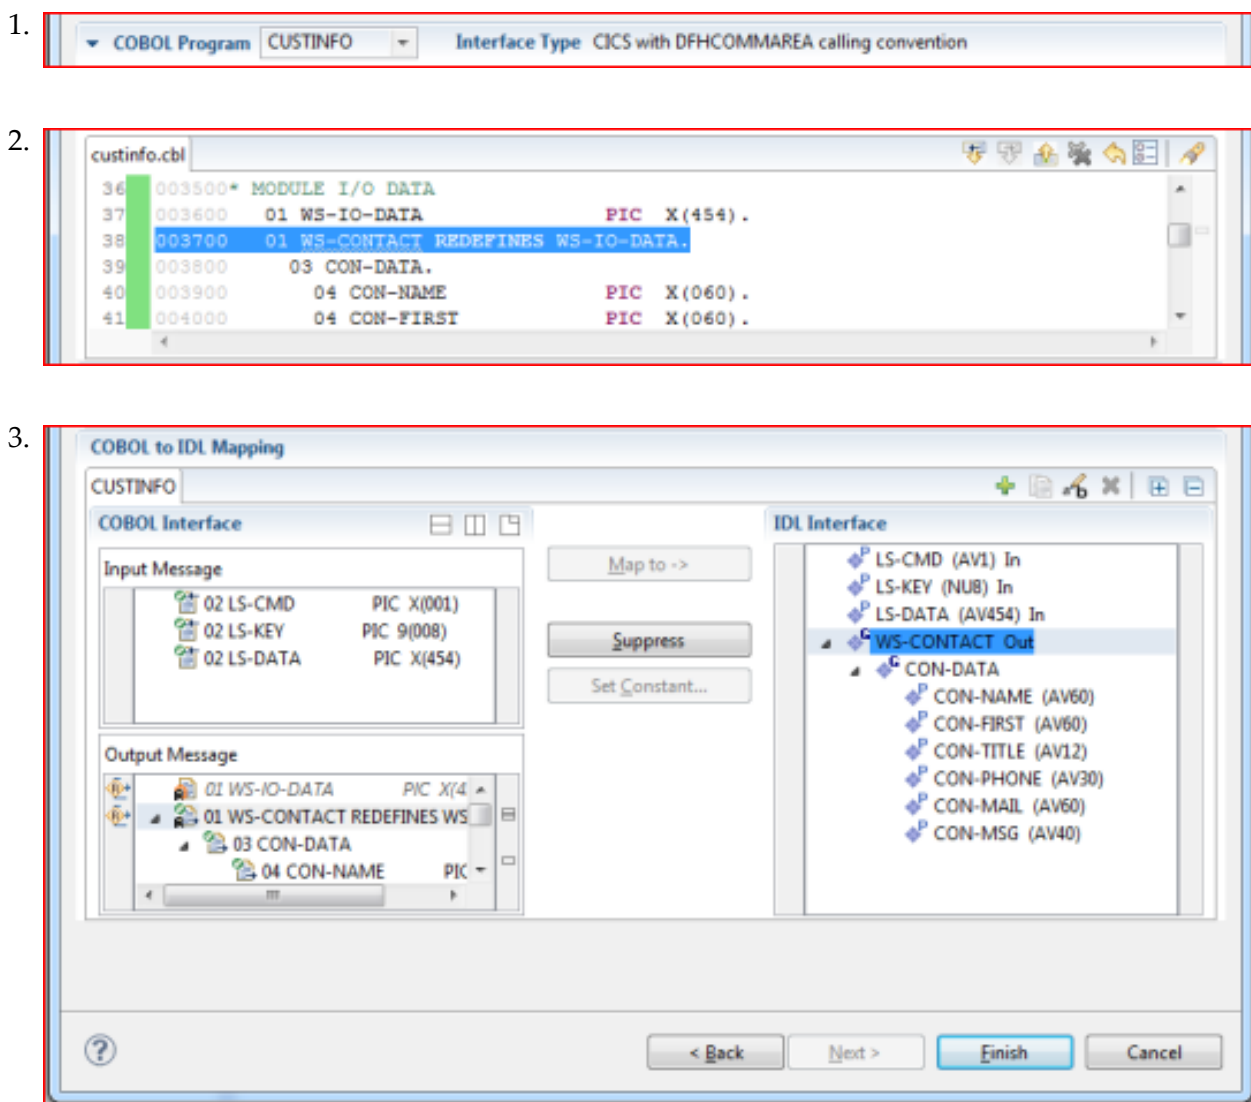 1.
COBOL Program CUSTINFO Interface Type CICS with DFHCOMMAREA calling convention
2.
custinfo.cbl
36 003500* MODULE I/O DATA
37 003600 01 WS-IO-DATA PIC X(454).
38 003700 01 WS-CONTACT REDEFINES WS-IO-DATA.
39 003800 03 CON-DATA.
40 003900 04 CON-NAME PIC X(060).
41 004000 04 CON-FIRST PIC X(060).
3.
COBOL to IDL Mapping
CUSTINFO
COBOL Interface
Input Message
02 LS-CMD PIC X(001)
02 LS-KEY PIC 9(008)
02 LS-DATA PIC X(454)
Output Message
01 WS-IO-DATA PIC X(4
01 WS-CONTACT REDEFINES WS
03 CON-DATA
04 CON-NAME PIC
Map to ->
Suppress
Set Constant...
IDL Interface
LS-CMD (AV1) In
LS-KEY (NU8) In
LS-DATA (AV454) In
WS-CONTACT Out
CON-DATA
CON-NAME (AV60)
CON-FIRST (AV60)
CON-TITLE (AV12)
CON-PHONE (AV30)
CON-MAIL (AV60)
CON-MSG (AV40)
< Back Next > Finish Cancel